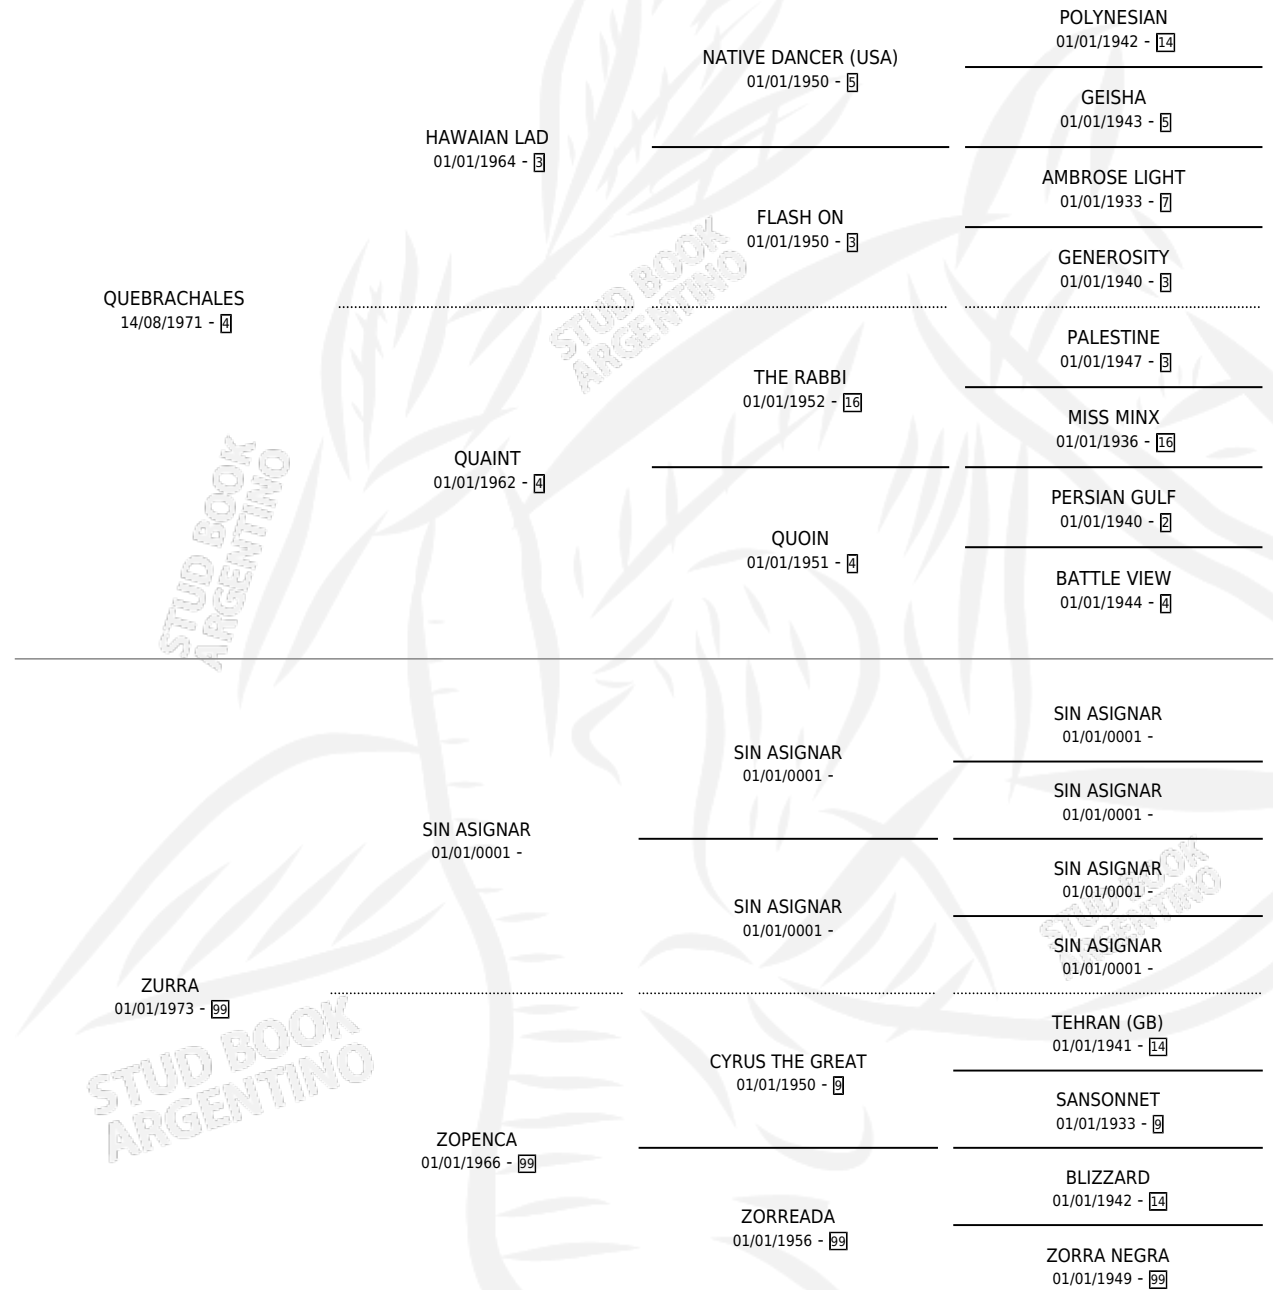 POLYNESIAN
01/01/1942 - 14
NATIVE DANCER (USA)
01/01/1950 - 5
GEISHA
01/01/1943 - 5
HAWAIAN LAD
01/01/1964 - 3
AMBROSE LIGHT
01/01/1933 - 7
FLASH ON
01/01/1950 - 3
GENEROSITY
01/01/1940 - 3
QUEBRACHALES
14/08/1971 - 4
PALESTINE
01/01/1947 - 3
THE RABBI
01/01/1952 - 16
MISS MINX
01/01/1936 - 16
QUAINT
01/01/1962 - 4
PERSIAN GULF
01/01/1940 - 2
QUOIN
01/01/1951 - 4
BATTLE VIEW
01/01/1944 - 4
STUD BOOK
ARGENTINO
STUD BOOK
ARGENTINO
SIN ASIGNAR
01/01/0001 -
SIN ASIGNAR
01/01/0001 -
SIN ASIGNAR
01/01/0001 -
SIN ASIGNAR
01/01/0001 -
SIN ASIGNAR
01/01/0001 -
SIN ASIGNAR
01/01/0001 -
SIN ASIGNAR
01/01/0001 -
ZURRA
01/01/1973 - 99
TEHRAN (GB)
01/01/1941 - 14
CYRUS THE GREAT
01/01/1950 - 9
SANSONNET
01/01/1933 - 9
ZOPENCA
01/01/1966 - 99
BLIZZARD
01/01/1942 - 14
ZORREADA
01/01/1956 - 99
ZORRA NEGRA
01/01/1949 - 99
STUD BOOK
ARGENTINO
STUD BOOK
ARGENTINO